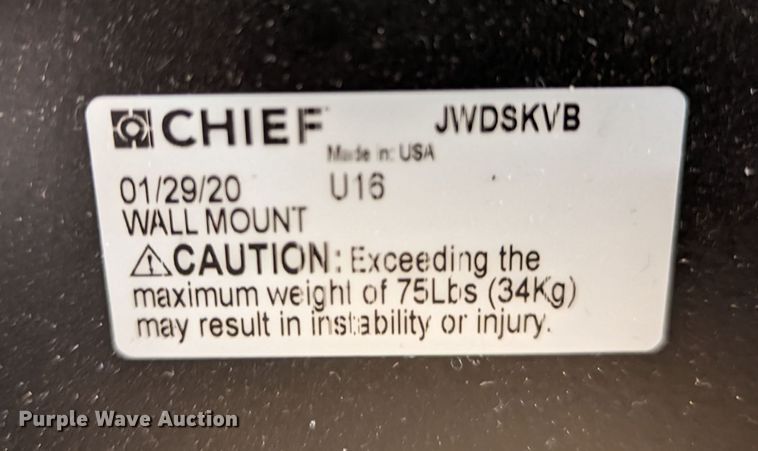 CHIEF JWDSKVB
Made in: USA
01/29/20 U16
WALL MOUNT
⚠CAUTION: Exceeding the
maximum weight of 75Lbs (34Kg)
may result in instability or injury.
Purple Wave Auction